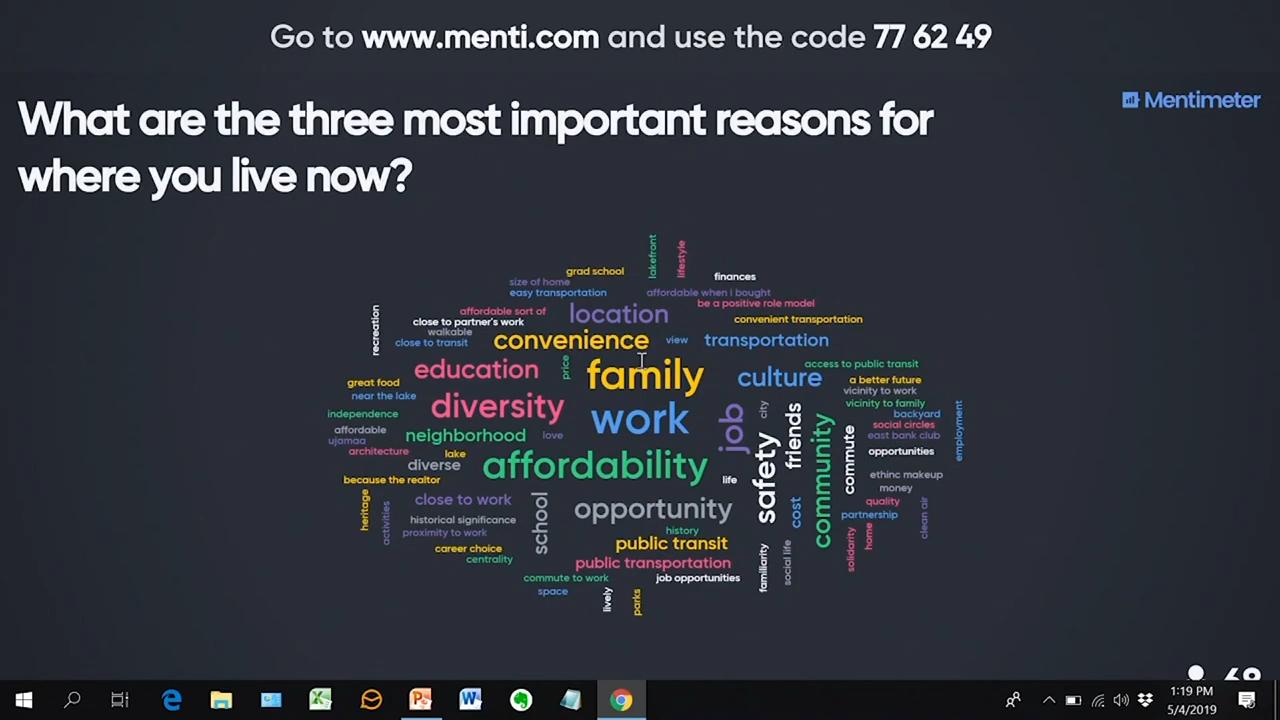 Go to www.menti.com and use the code 77 62 49
Mentimeter
What are the three most important reasons for
where you live now?
lakefront
lifestyle
grad school
finances
size of home
easy transportation
affordable when i bought
be a positive role model
recreation
affordable sort of
location
convenient transportation
close to partner's work
walkable
close to transit
convenience
view
transportation
education
price
family
culture
access to public transit
great food
a better future
near the lake
vicinity to work
independence
diversity
work
job
city
friends
community
vicinity to family
backyard
employment
affordable
ujamaa
neighborhood
love
safety
commute
social circles
east bank club
architecture
lake
diverse
affordability
life
opportunities
because the realtor
ethinc makeup
money
heritage
activities
close to work
school
opportunity
cost
quality
clean air
historical significance
history
partnership
proximity to work
solidarity
home
career choice
public transit
familiarity
social life
centrality
public transportation
commute to work
job opportunities
space
lively
parks
68
1:19 PM
5/4/2019